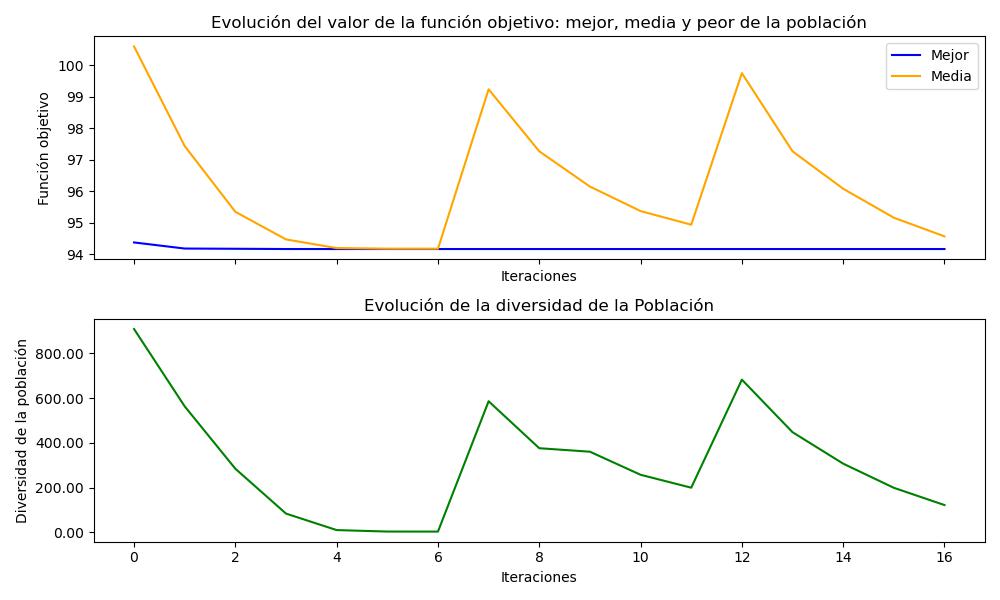 Evolución del valor de la función objetivo: mejor, media y peor de la población
Función objetivo
100
99
98
97
96
95
94
Mejor
Media
Iteraciones
Evolución de la diversidad de la Población
Diversidad de la población
800.00
600.00
400.00
200.00
0.00
0 2 4 6 8 10 12 14 16
Iteraciones